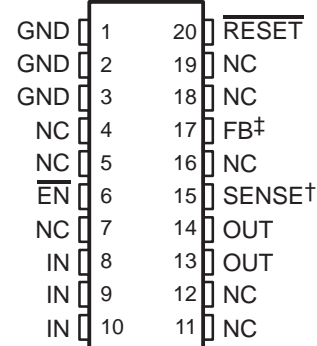 GND 1 20 RESET
GND 2 19 NC
GND 3 18 NC
NC 4 17 FB‡
NC 5 16 NC
EN 6 15 SENSE†
NC 7 14 OUT
IN 8 13 OUT
IN 9 12 NC
IN 10 11 NC